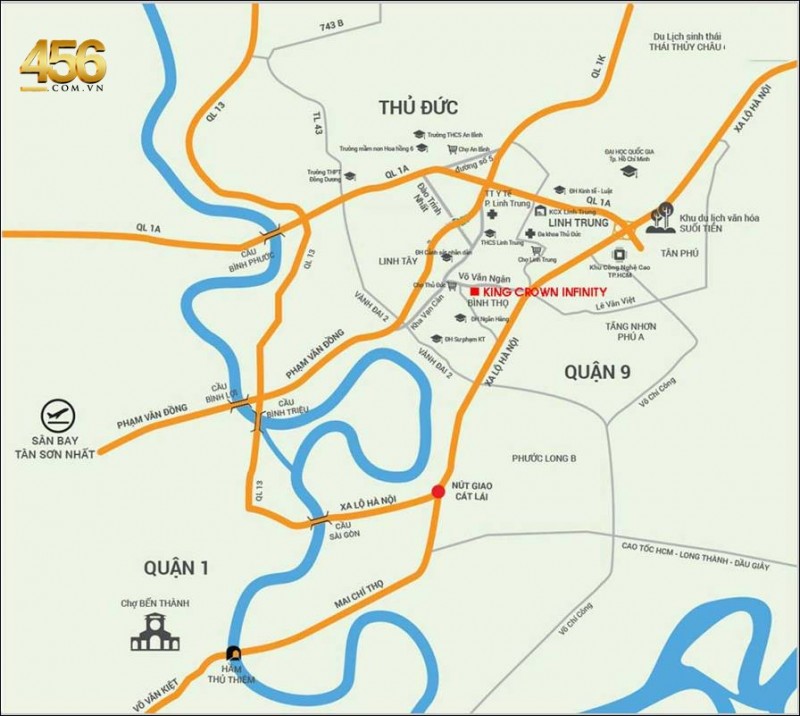 456
COM.VN
743 B
Du Lịch sinh thái
THÁI THỦY CHÂU
QL 1K
QL 13
TL 43
THỦ ĐỨC
XA LỘ HÀ NỘI
Trường THCS An Bình
Trường mầm non Hoa hồng 6
Chợ An Bình
đường số 5
Trường THPT
Đông Dương
QL 1A
ĐẠI HỌC QUỐC GIA
Tp. Hồ Chí Minh
Đào Trinh
Nhất
TT Y Tế
P. Linh Trung
ĐH Kinh tế - Luật
QL 1A
KCX Linh Trung
LINH TRUNG
Khu du lịch văn hóa
SUỐI TIÊN
QL 1A
Đa khoa Thủ Đức
THCS Linh Trung
CẦU
BÌNH PHƯỚC
QL 13
LINH TÂY
ĐH Cảnh sát nhân dân
Chợ Linh Trung
TÂN PHÚ
Khu Công Nghệ Cao
TP.HCM
Võ Văn Ngân
Chợ Thủ Đức
KING CROWN INFINITY
BÌNH THỌ
Lê Văn Việt
VÀNH ĐAI 2
Kha Vạn Cân
ĐH Ngân Hàng
TĂNG NHƠN
PHÚ A
ĐH Sư phạm KT
PHẠM VĂN ĐỒNG
VÀNH ĐAI 2
XA LỘ HÀ NỘI
QUẬN 9
Võ Chí Công
CẦU
BÌNH LỢI
CẦU
BÌNH TRIỆU
PHẠM VĂN ĐỒNG
SÂN BAY
TÂN SƠN NHẤT
PHƯỚC LONG B
QL 13
NÚT GIAO
CÁT LÁI
XA LỘ HÀ NỘI
CẦU
SÀI GÒN
CAO TỐC HCM - LONG THÀNH - DẦU GIÂY
QUẬN 1
MAI CHÍ THỌ
Chợ BẾN THÀNH
Võ Chí Công
HẦM
THỦ THIÊM
VÕ VĂN KIỆT